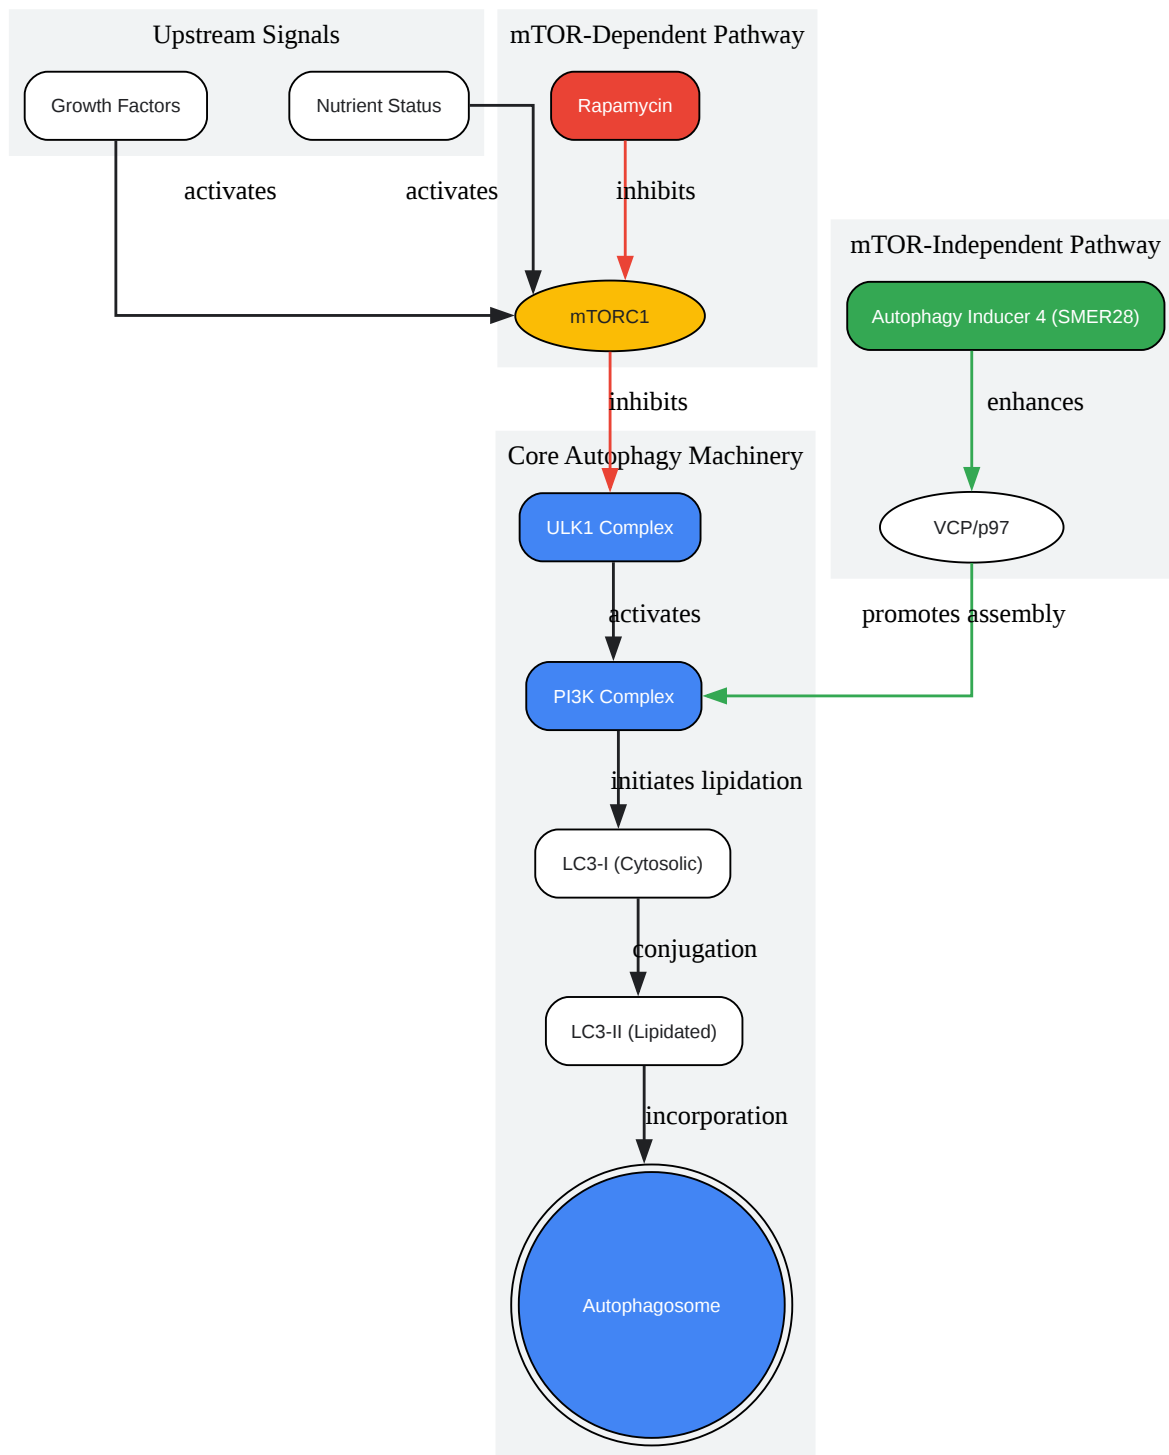 Upstream Signals
mTOR-Dependent Pathway
Growth Factors
Nutrient Status
Rapamycin
activates
activates
inhibits
mTOR-Independent Pathway
mTORC1
Autophagy Inducer 4 (SMER28)
inhibits
enhances
Core Autophagy Machinery
ULK1 Complex
VCP/p97
activates
promotes assembly
PI3K Complex
initiates lipidation
LC3-I (Cytosolic)
conjugation
LC3-II (Lipidated)
incorporation
Autophagosome